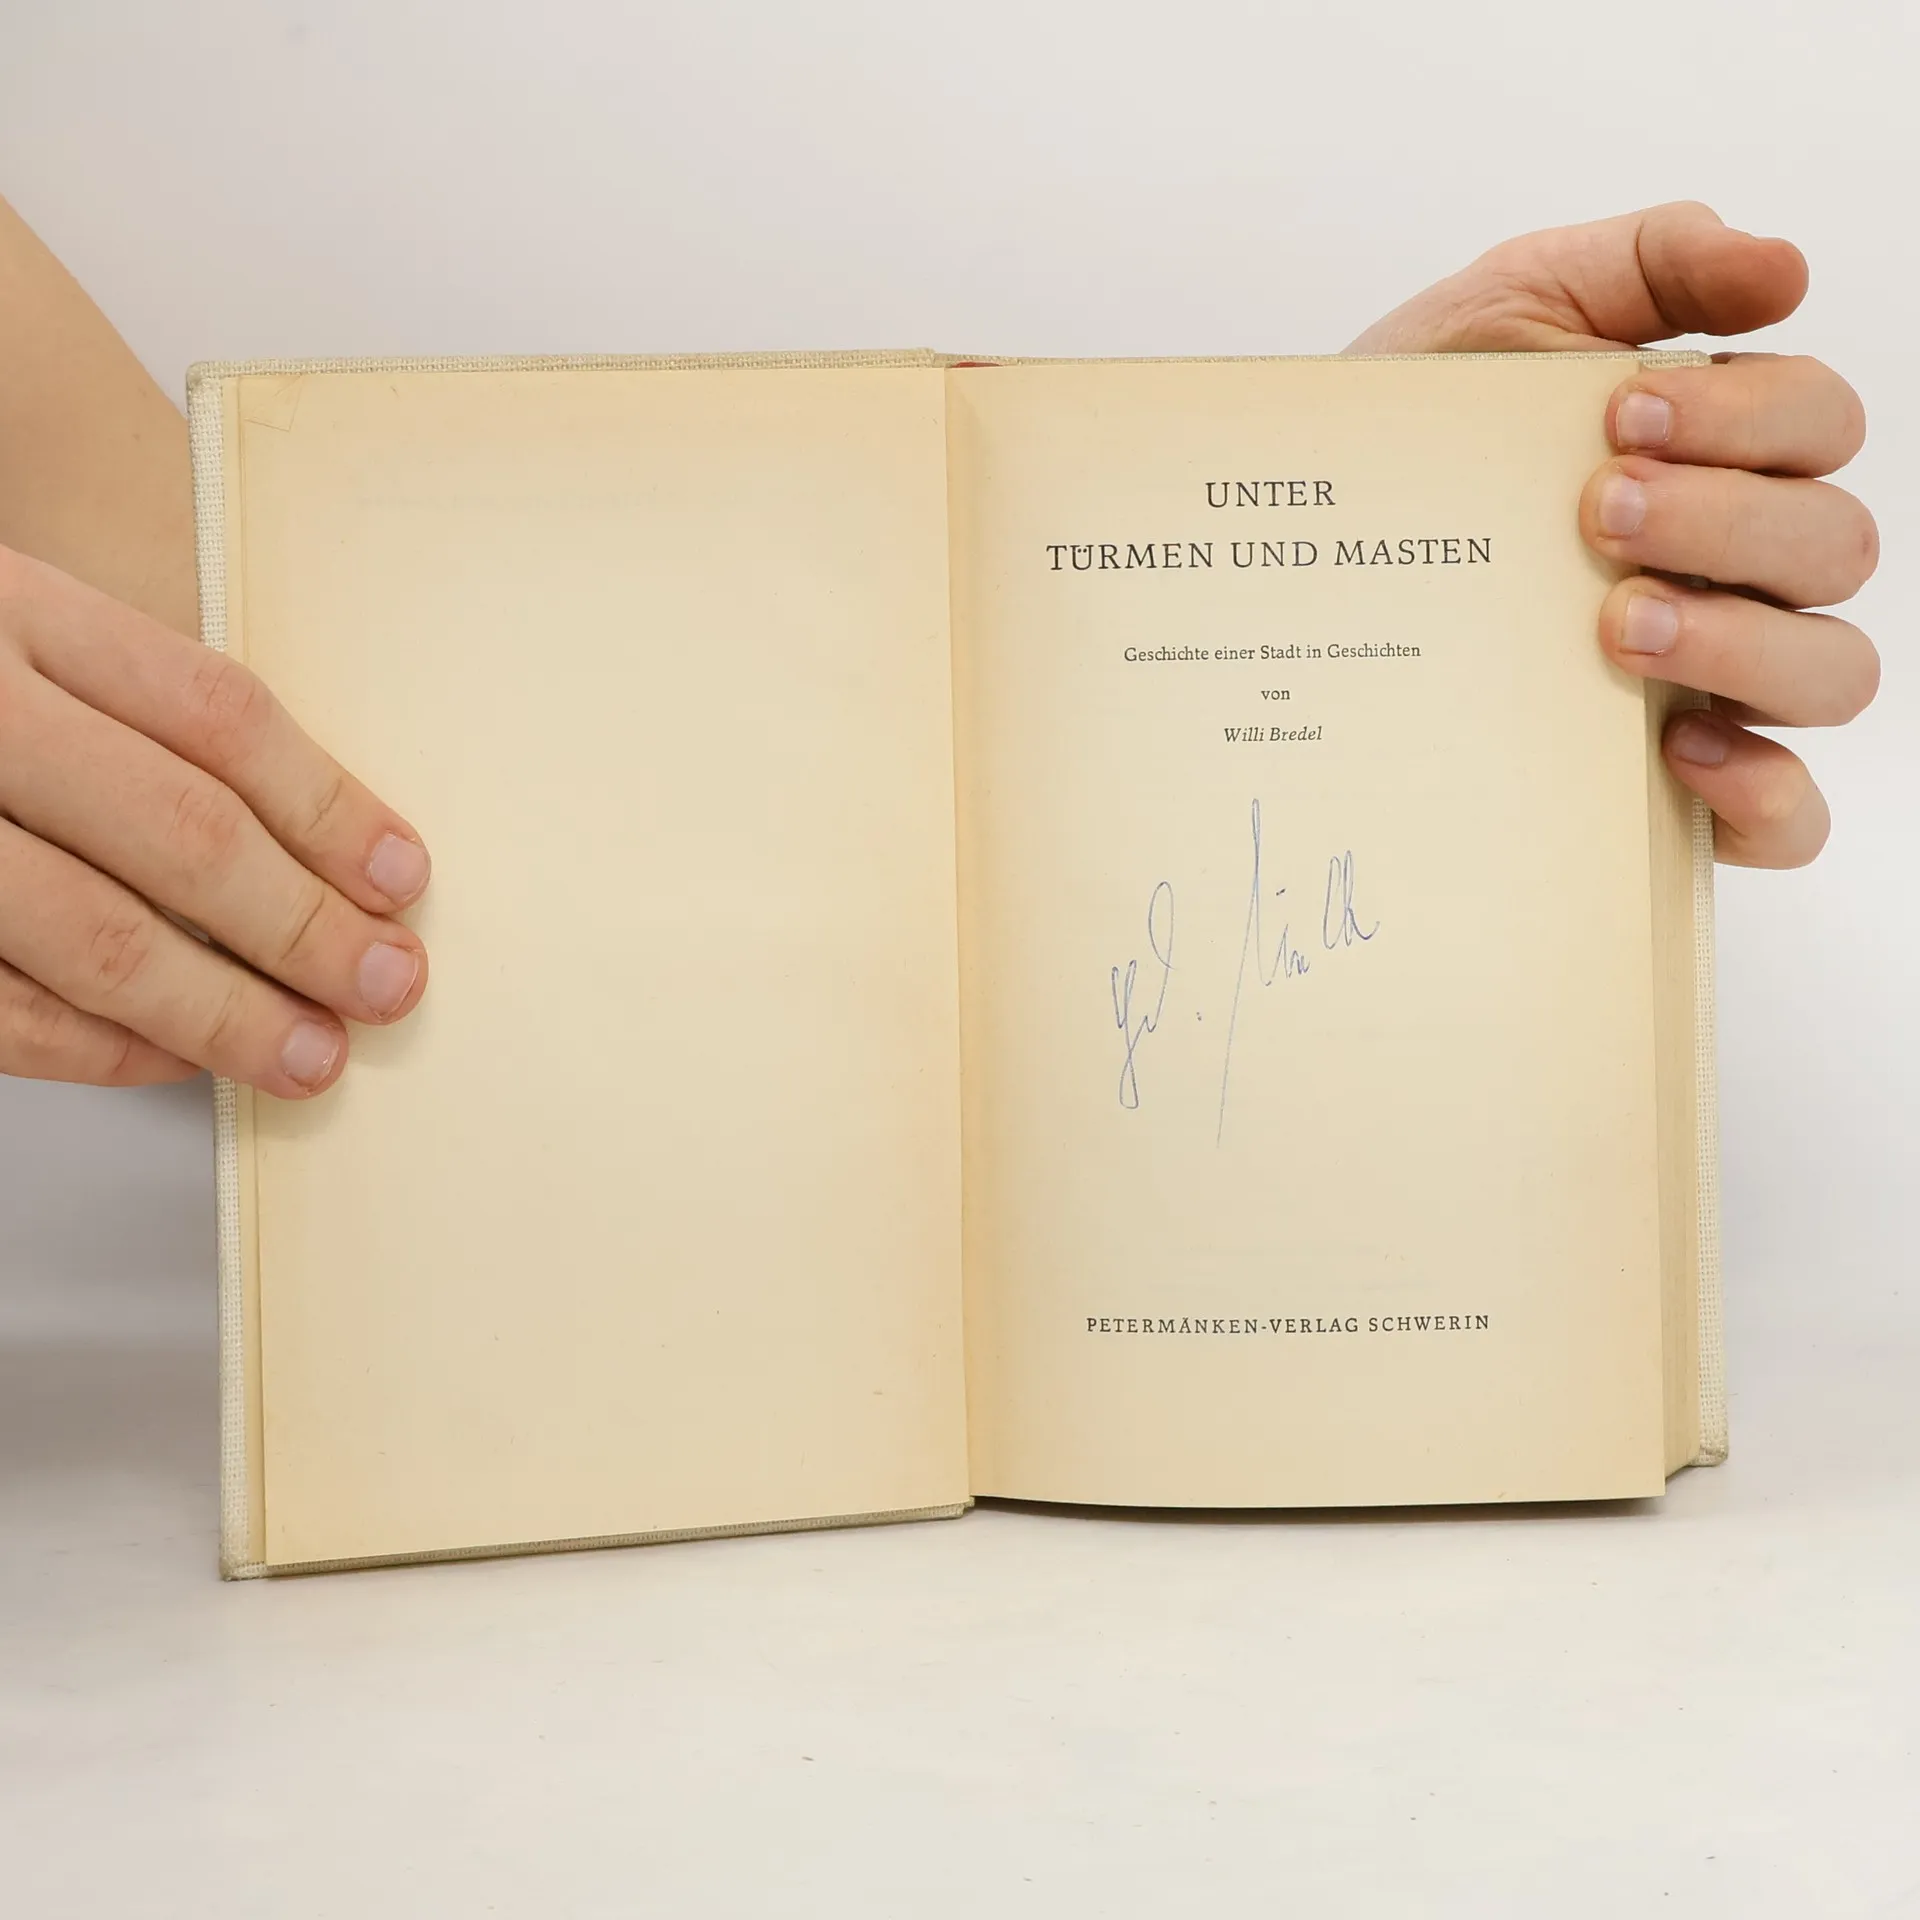 UNTER
TÜRMEN UND MASTEN
Geschichte einer Stadt in Geschichten
von
Willi Bredel
PETERMÄNKEN-VERLAG SCHWERIN